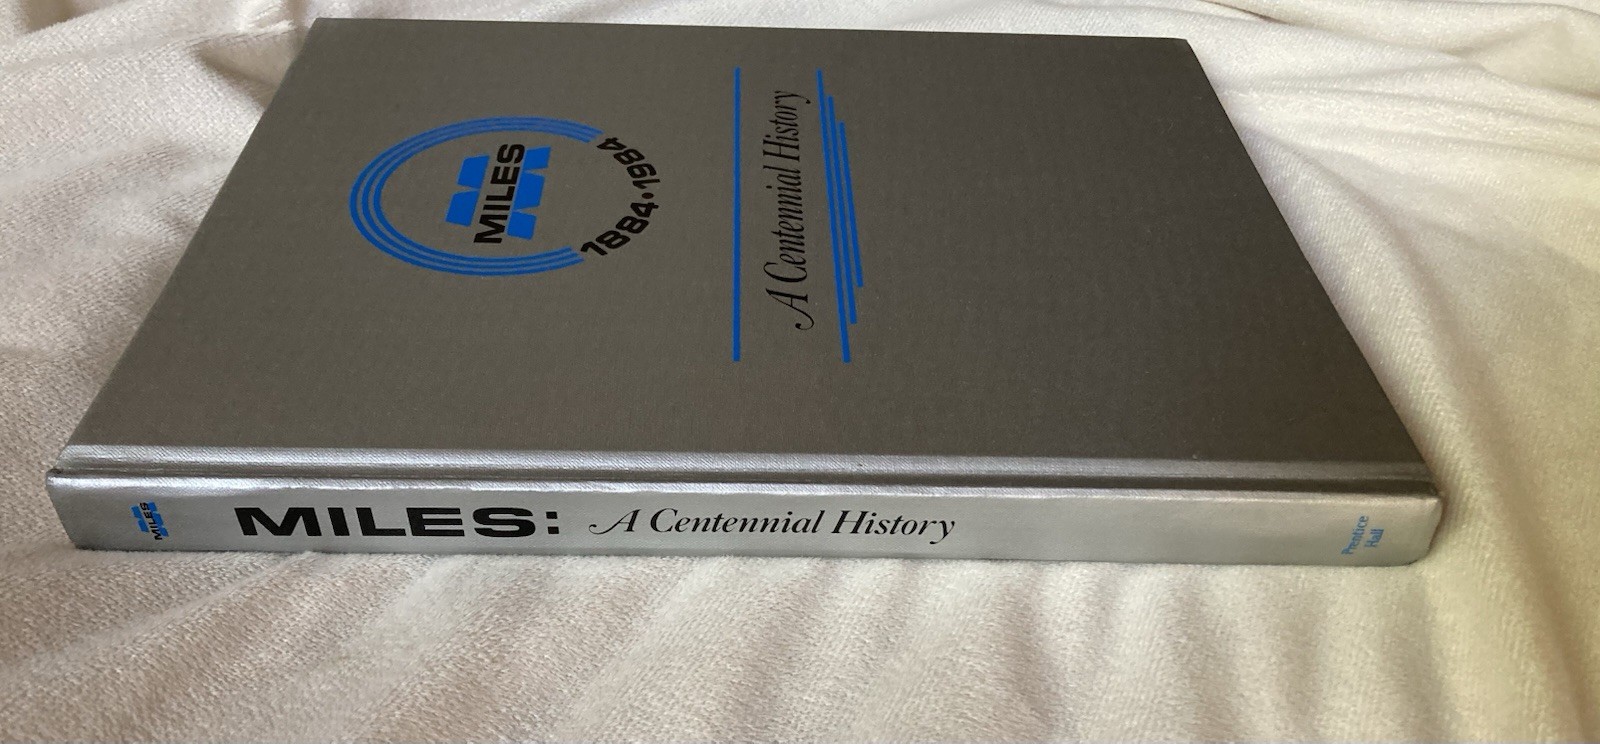 MILES
1884•1984
A Centennial History
MILES
MILES: A Centennial History
Prentice
Hall